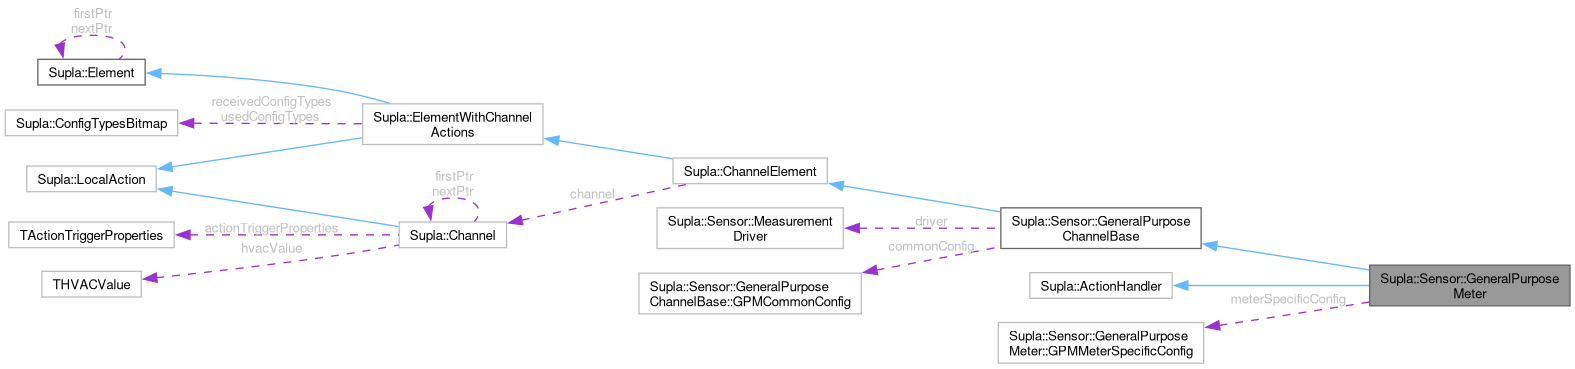 firstPtr
nextPtr
Supla::Element
receivedConfigTypes
usedConfigTypes
Supla::ConfigTypesBitmap
Supla::ElementWithChannel
Actions
Supla::LocalAction
firstPtr
nextPtr
Supla::ChannelElement
channel
TActionTriggerProperties
actionTriggerProperties
hvacValue
Supla::Channel
THVACValue
Supla::Sensor::Measurement
Driver
driver
commonConfig
Supla::Sensor::GeneralPurpose
ChannelBase
Supla::Sensor::GeneralPurpose
ChannelBase::GPMCommonConfig
Supla::ActionHandler
Supla::Sensor::GeneralPurpose
Meter
meterSpecificConfig
Supla::Sensor::GeneralPurpose
Meter::GPMMeterSpecificConfig